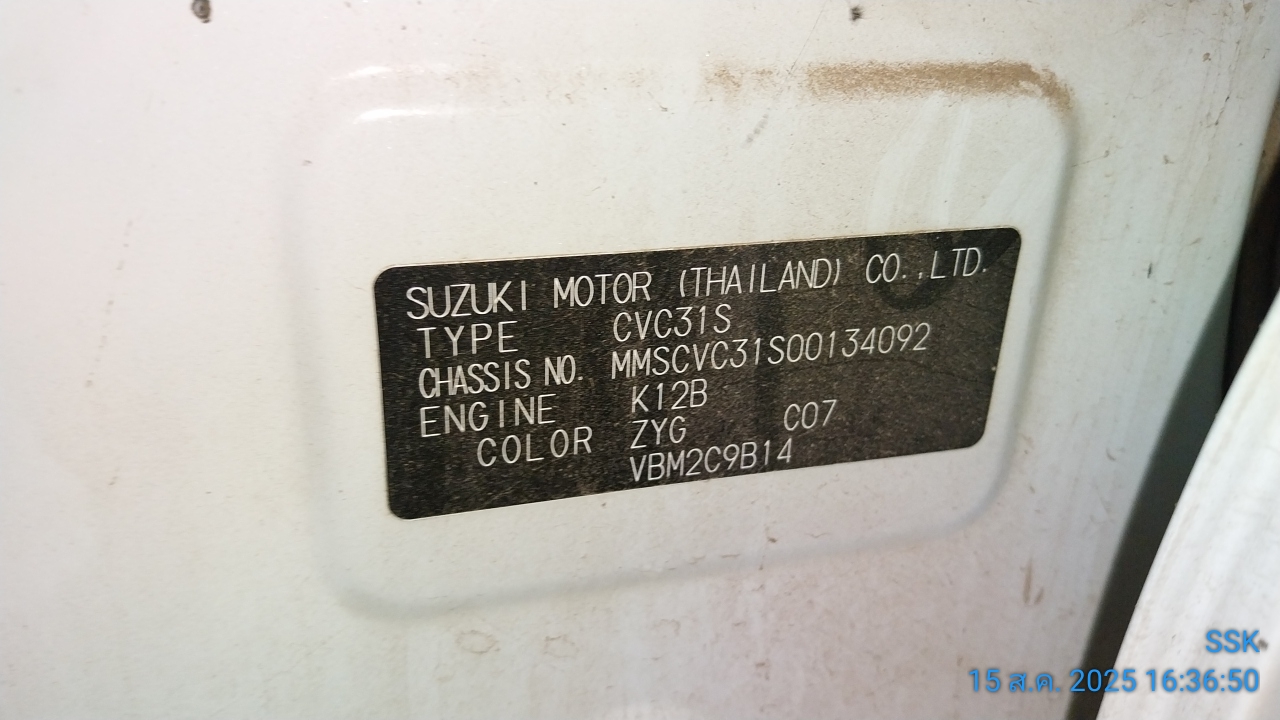 SUZUKI MOTOR (THAILAND) CO.,LTD.
TYPE CVC31S
CHASSIS NO. MMSCVC31S00134092
ENGINE K12B
COLOR ZYG C07
VBM2C9B14
SSK
15 ส.ค. 2025 16:36:50